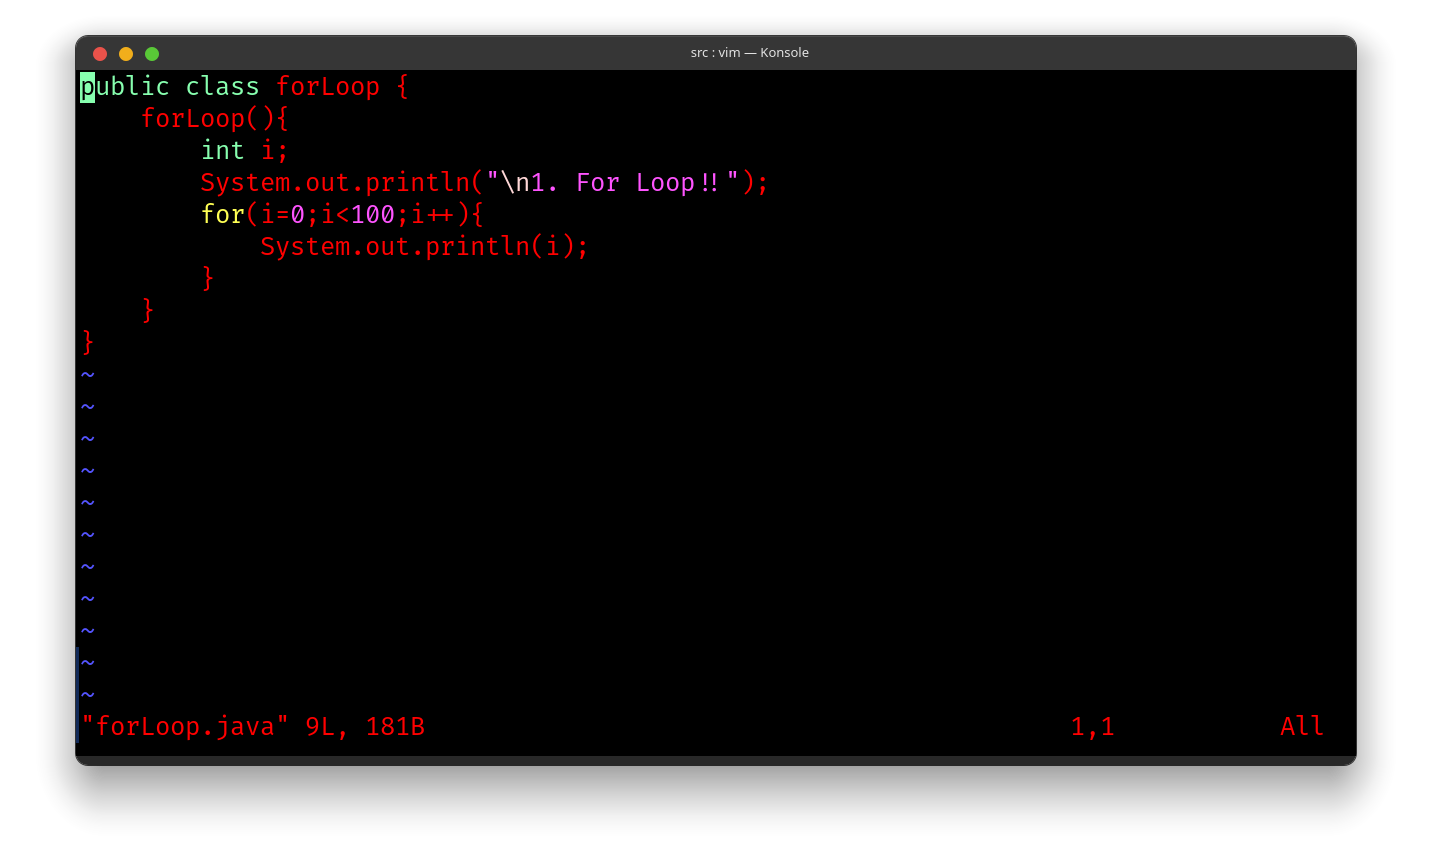 src : vim — Konsole
public class forLoop {
    forLoop(){
        int i;
        System.out.println("\n1. For Loop!!");
        for(i=0;i<100;i++){
            System.out.println(i);
        }
    }
}
~
~
~
~
~
~
~
~
~
~
~
"forLoop.java" 9L, 181B 1,1 All